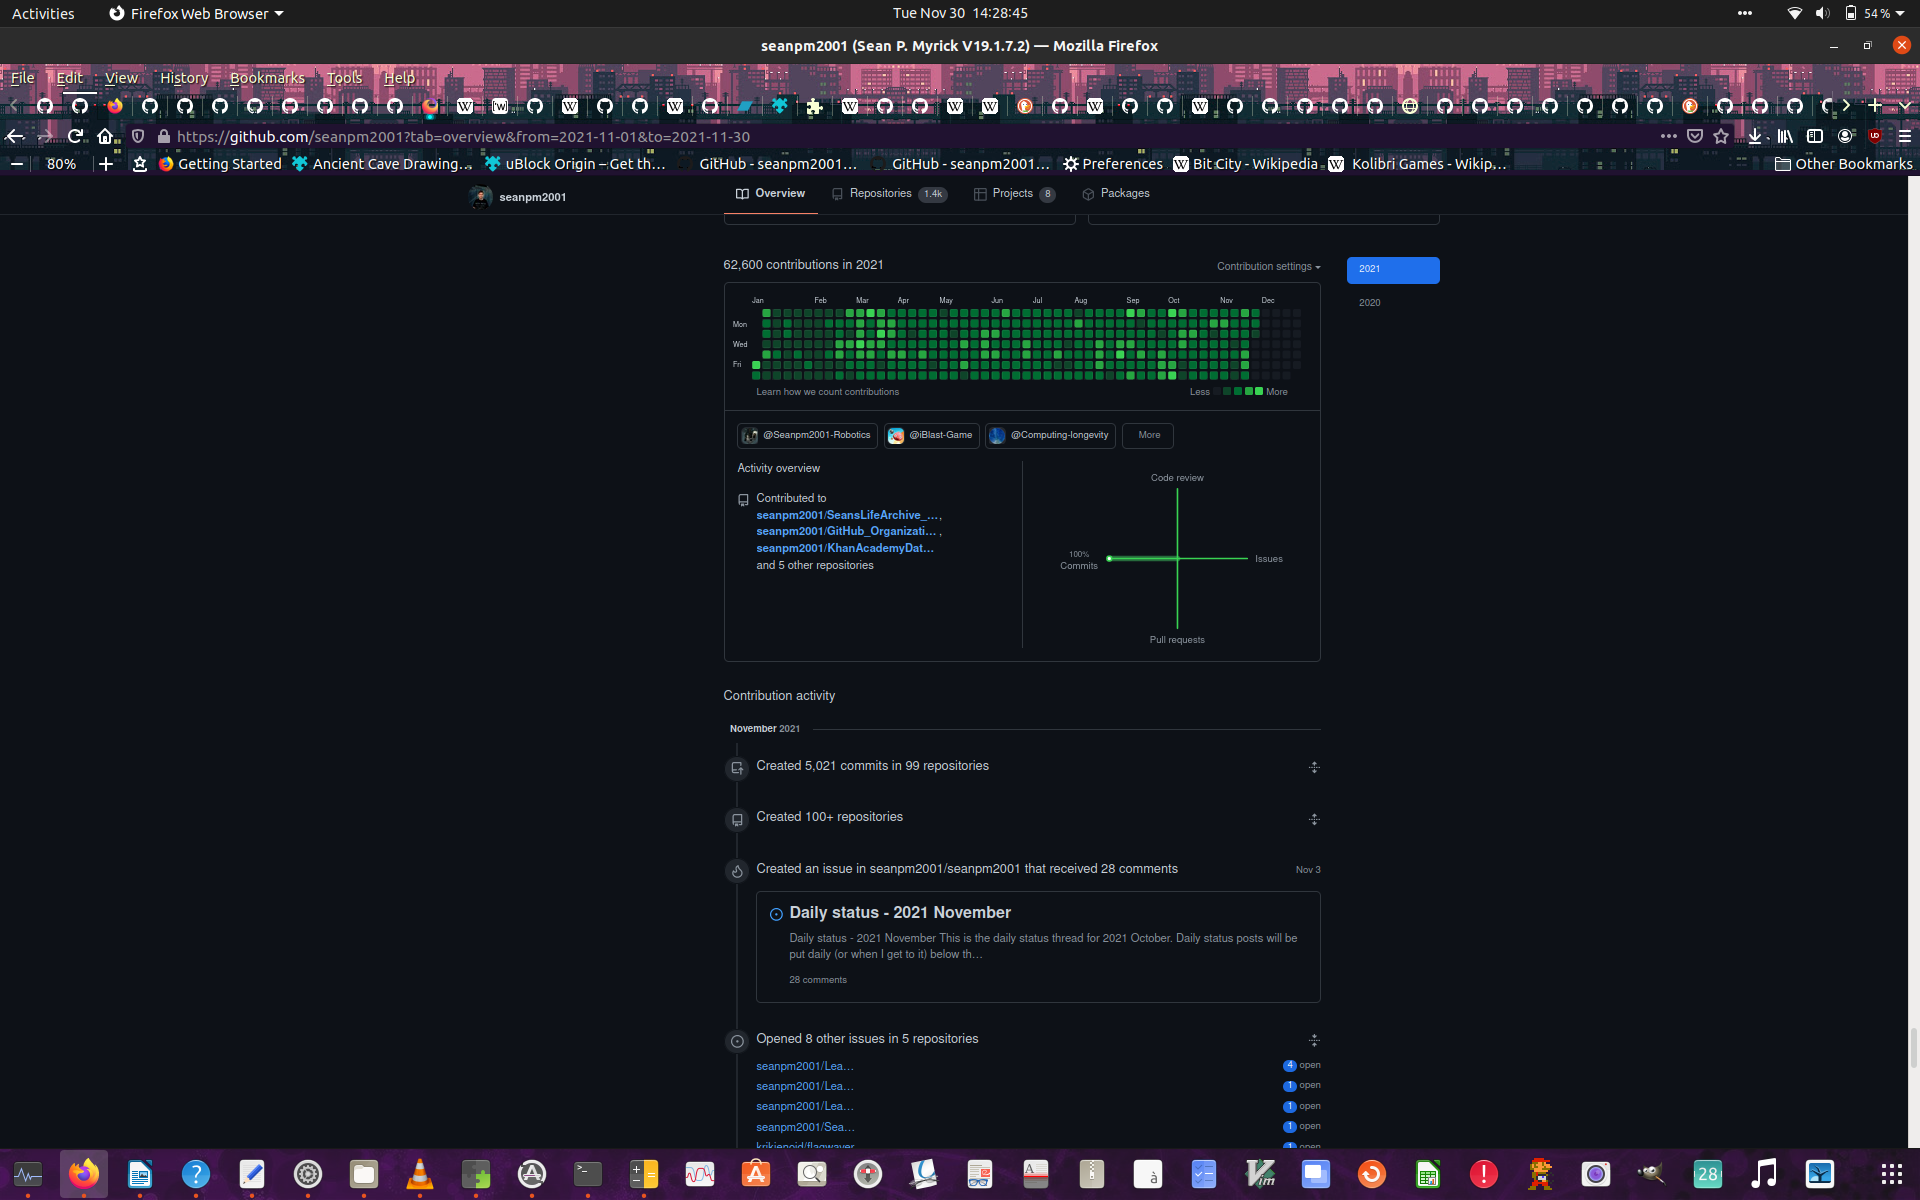 Activities
Firefox Web Browser
Tue Nov 30 14:28:45
54 %
seanpm2001 (Sean P. Myrick V19.1.7.2) — Mozilla Firefox
File Edit View History Bookmarks Tools Help
https://github.com/seanpm2001?tab=overview&from=2021-11-01&to=2021-11-30
80%
Getting Started
Ancient Cave Drawing…
uBlock Origin – Get th…
GitHub - seanpm2001…
GitHub - seanpm2001…
Preferences
Bit City - Wikipedia
Kolibri Games - Wikip…
Other Bookmarks
seanpm2001
Overview
Repositories 1.4k
Projects 8
Packages
62,600 contributions in 2021
Contribution settings
2021
2020
Jan Feb Mar Apr May Jun Jul Aug Sep Oct Nov Dec
Mon
Wed
Fri
Learn how we count contributions
Less
More
@Seanpm2001-Robotics
@iBlast-Game
@Computing-longevity
More
Activity overview
Contributed to
seanpm2001/SeansLifeArchive_…,
seanpm2001/GitHub_Organizati… ,
seanpm2001/KhanAcademyDat…
and 5 other repositories
Code review
100%
Commits
Issues
Pull requests
Contribution activity
November 2021
Created 5,021 commits in 99 repositories
Created 100+ repositories
Created an issue in seanpm2001/seanpm2001 that received 28 comments
Nov 3
Daily status - 2021 November
Daily status - 2021 November This is the daily status thread for 2021 October. Daily status posts will be
put daily (or when I get to it) below th…
28 comments
Opened 8 other issues in 5 repositories
seanpm2001/Lea…
4 open
seanpm2001/Lea…
1 open
seanpm2001/Lea…
1 open
seanpm2001/Sea…
1 open
krikienoid/flagwaver
1 open
28